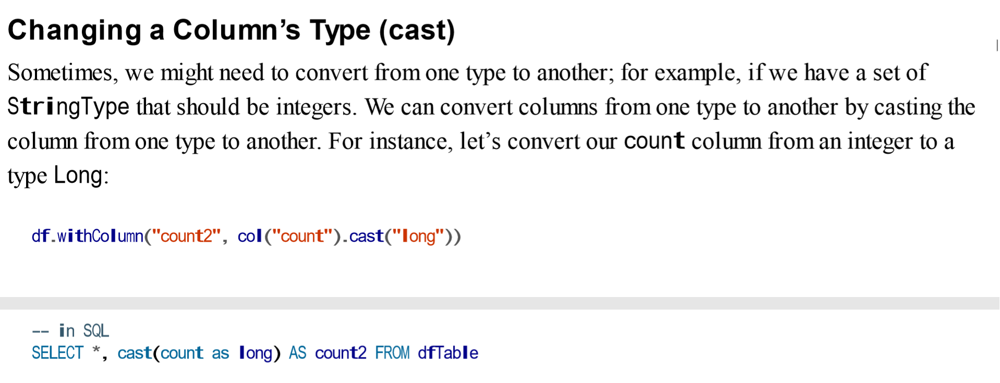 Changing a Column’s Type (cast)
Sometimes, we might need to convert from one type to another; for example, if we have a set of
StringType that should be integers. We can convert columns from one type to another by casting the
column from one type to another. For instance, let’s convert our count column from an integer to a
type Long:
df.withColumn("count2", col("count").cast("long"))
-- in SQL
SELECT *, cast(count as long) AS count2 FROM dfTable